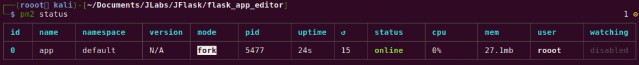 (rooot㉿kali)-[~/Documents/JLabs/JFlask/flask_app_editor]
$ pm2 status 1
id name namespace version mode pid uptime ↺ status cpu mem user watching
0 app default N/A fork 5477 24s 15 online 0% 27.1mb rooot disabled